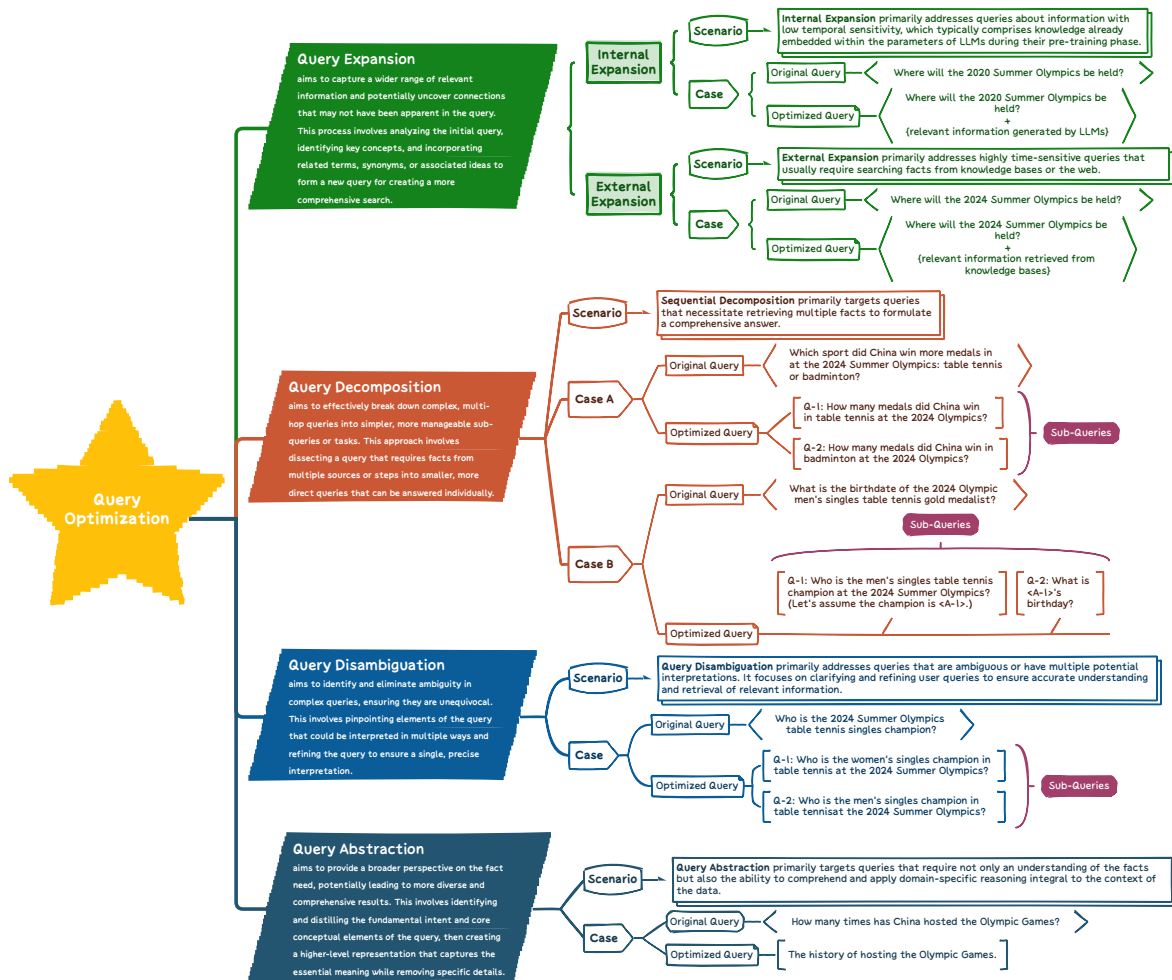 Query
Optimization
Query Expansion
aims to capture a wider range of relevant
information and potentially uncover connections
that may not have been apparent in the query.
This process involves analyzing the initial query,
identifying key concepts, and incorporating
related terms, synonyms, or associated ideas to
form a new query for creating a more
comprehensive search.
Internal
Expansion
Scenario
Internal Expansion primarily addresses queries about information with
low temporal sensitivity, which typically comprises knowledge already
embedded within the parameters of LLMs during their pre-training phase.
Case
Original Query
Where will the 2020 Summer Olympics be held?
Optimized Query
Where will the 2020 Summer Olympics be
held?
+
{relevant information generated by LLMs}
External
Expansion
Scenario
External Expansion primarily addresses highly time-sensitive queries that
usually require searching facts from knowledge bases or the web.
Case
Original Query
Where will the 2024 Summer Olympics be held?
Optimized Query
Where will the 2024 Summer Olympics be
held?
+
{relevant information retrieved from
knowledge bases}
Query Decomposition
aims to effectively break down complex, multi-
hop queries into simpler, more manageable sub-
queries or tasks. This approach involves
dissecting a query that requires facts from
multiple sources or steps into smaller, more
direct queries that can be answered individually.
Scenario
Sequential Decomposition primarily targets queries
that necessitate retrieving multiple facts to formulate
a comprehensive answer.
Case A
Original Query
Which sport did China win more medals in
at the 2024 Summer Olympics: table tennis
or badminton?
Optimized Query
Q-1: How many medals did China win
in table tennis at the 2024 Olympics?
Q-2: How many medals did China win in
badminton at the 2024 Olympics?
Sub-Queries
Case B
Original Query
What is the birthdate of the 2024 Olympic
men's singles table tennis gold medalist?
Sub-Queries
Q-1: Who is the men's singles table tennis
champion at the 2024 Summer Olympics?
(Let's assume the champion is <A-1>.)
Q-2: What is
<A-1>'s
birthday?
Optimized Query
Query Disambiguation
aims to identify and eliminate ambiguity in
complex queries, ensuring they are unequivocal.
This involves pinpointing elements of the query
that could be interpreted in multiple ways and
refining the query to ensure a single, precise
interpretation.
Scenario
Query Disambiguation primarily addresses queries that are ambiguous or have multiple potential
interpretations. It focuses on clarifying and refining user queries to ensure accurate understanding
and retrieval of relevant information.
Case
Original Query
Who is the 2024 Summer Olympics
table tennis singles champion?
Optimized Query
Q-1: Who is the women's singles champion in
table tennis at the 2024 Summer Olympics?
Q-2: Who is the men's singles champion in
table tennisat the 2024 Summer Olympics?
Sub-Queries
Query Abstraction
aims to provide a broader perspective on the fact
need, potentially leading to more diverse and
comprehensive results. This involves identifying
and distilling the fundamental intent and core
conceptual elements of the query, then creating
a higher-level representation that captures the
essential meaning while removing specific details.
Scenario
Query Abstraction primarily targets queries that require not only an understanding of the facts
but also the ability to comprehend and apply domain-specific reasoning integral to the context of
the data.
Case
Original Query
How many times has China hosted the Olympic Games?
Optimized Query
The history of hosting the Olympic Games.